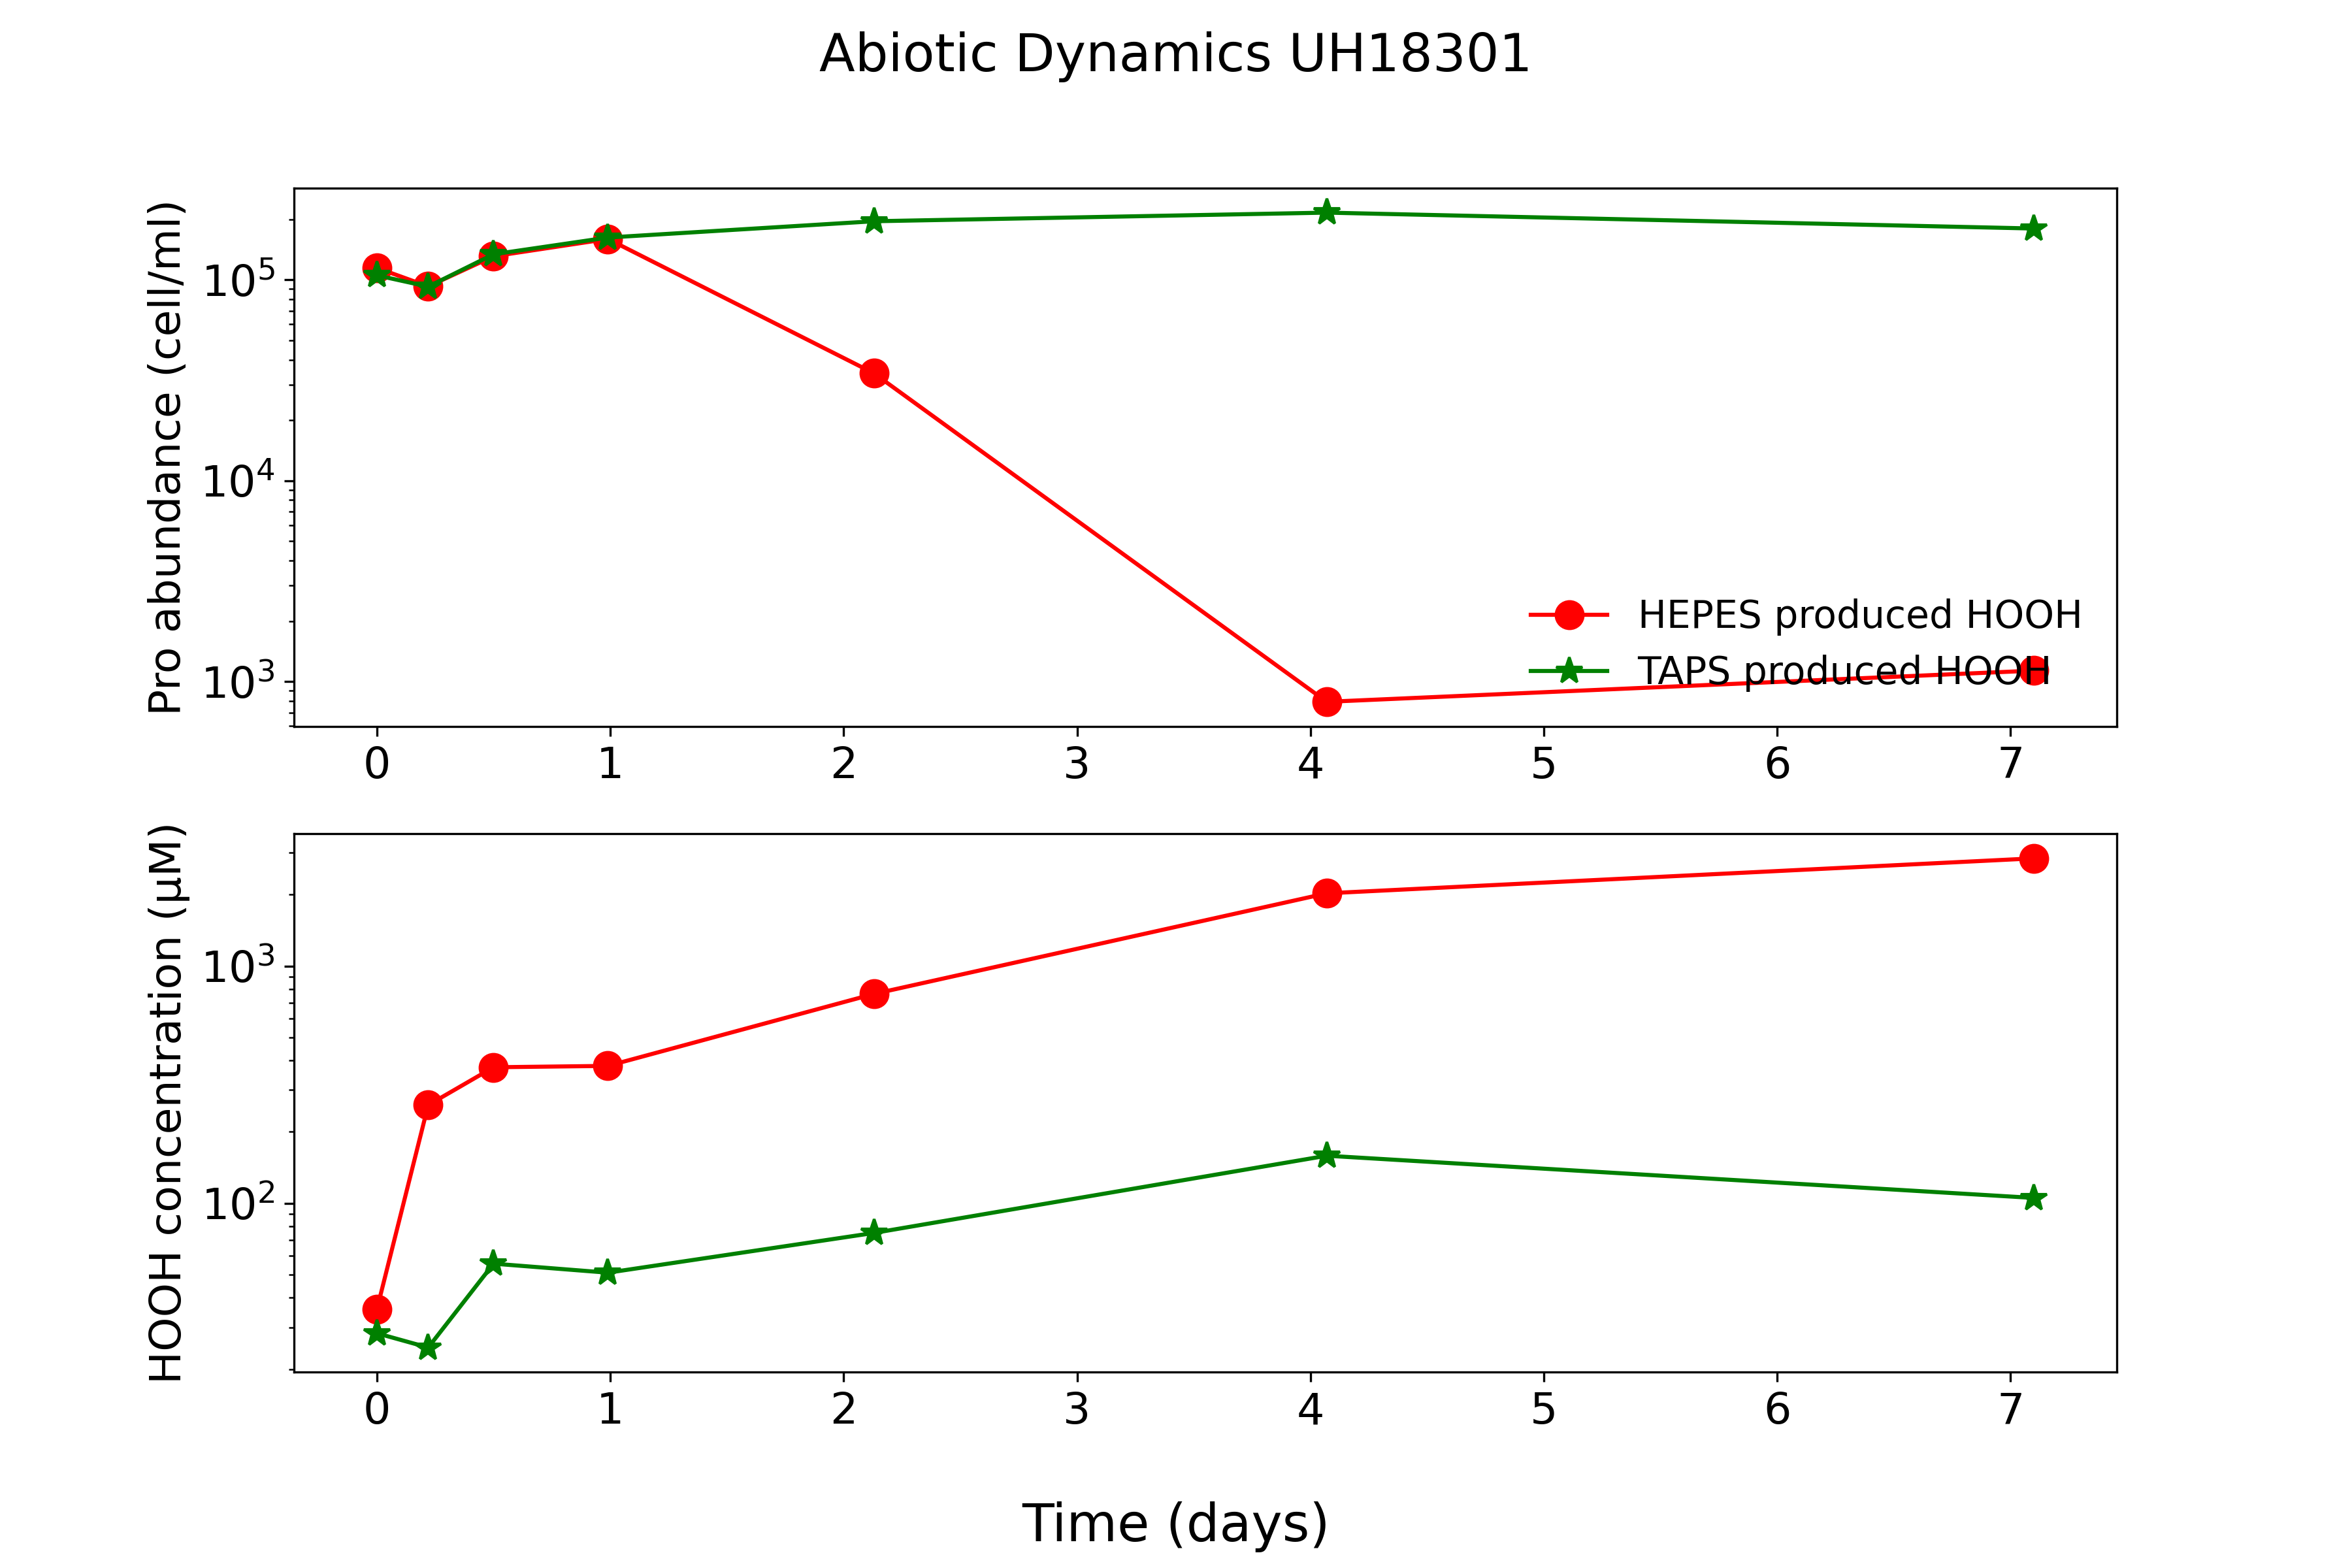 Abiotic Dynamics UH18301
Pro abundance (cell/ml)
10⁵
10⁴
10³
HEPES produced HOOH
TAPS produced HOOH
0 1 2 3 4 5 6 7
HOOH concentration (µM)
10³
10²
0 1 2 3 4 5 6 7
Time (days)